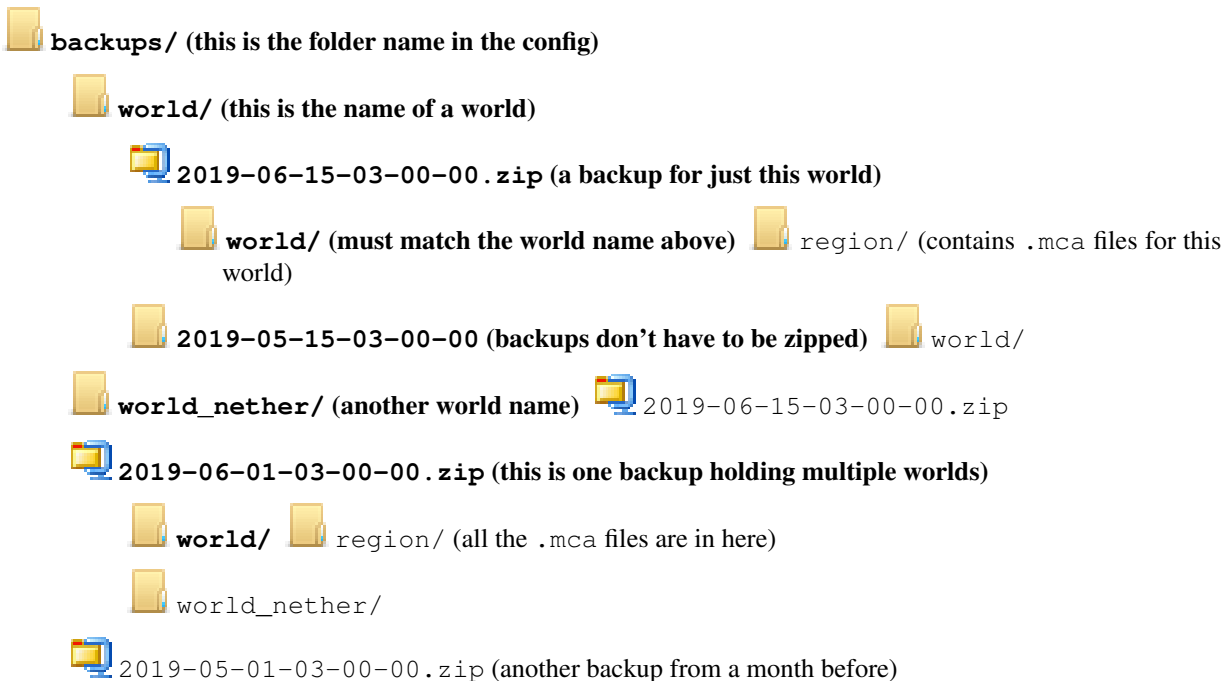 backups/ (this is the folder name in the config)
world/ (this is the name of a world)
2019-06-15-03-00-00.zip (a backup for just this world)
world/ (must match the world name above) region/ (contains .mca files for this
world)
2019-05-15-03-00-00 (backups don't have to be zipped) world/
world_nether/ (another world name) 2019-06-15-03-00-00.zip
2019-06-01-03-00-00.zip (this is one backup holding multiple worlds)
world/ region/ (all the .mca files are in here)
world_nether/
2019-05-01-03-00-00.zip (another backup from a month before)